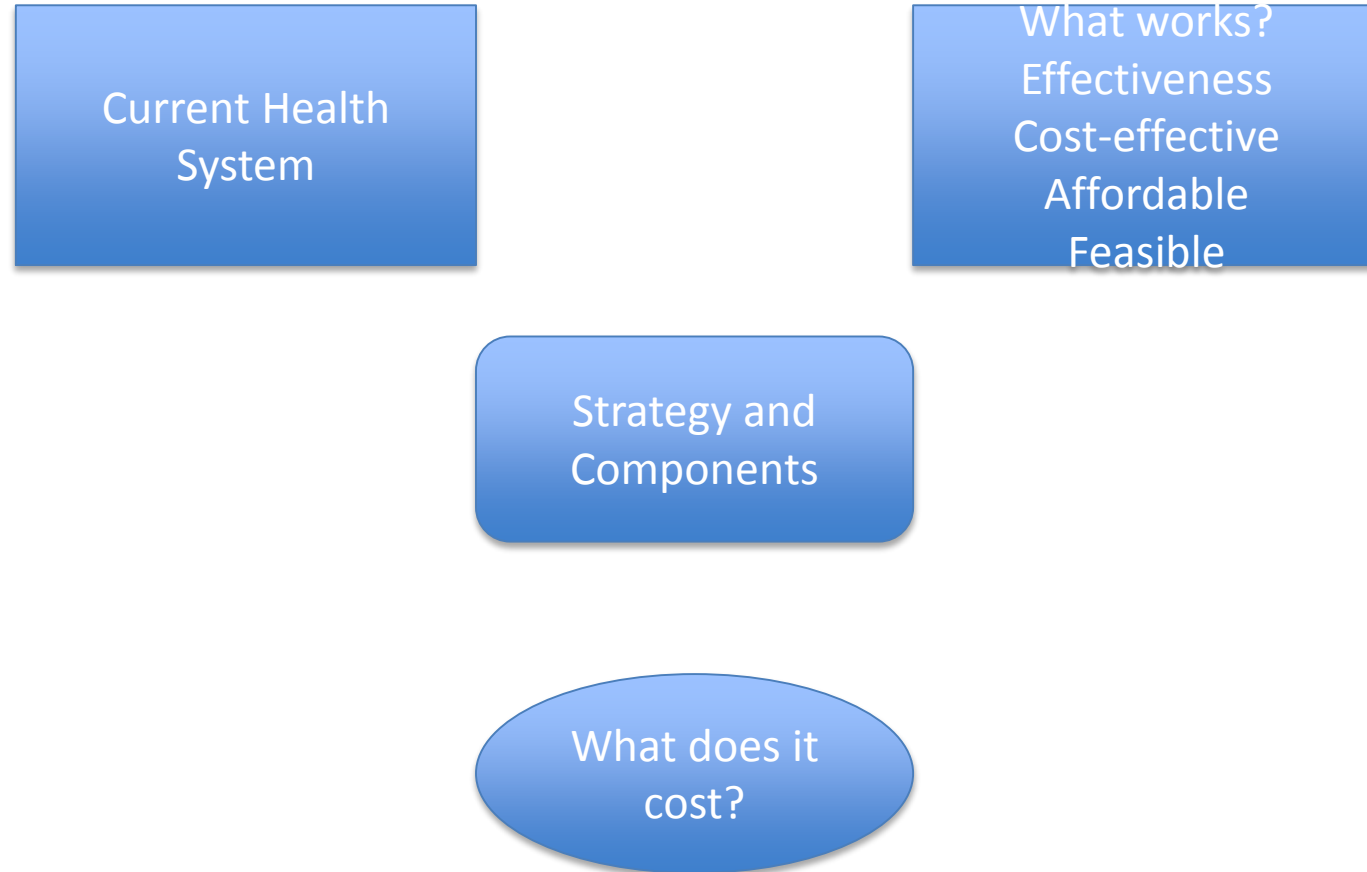 Current Health
System
What works?
Effectiveness
Cost-effective
Affordable
Feasible
Strategy and
Components
What does it
cost?